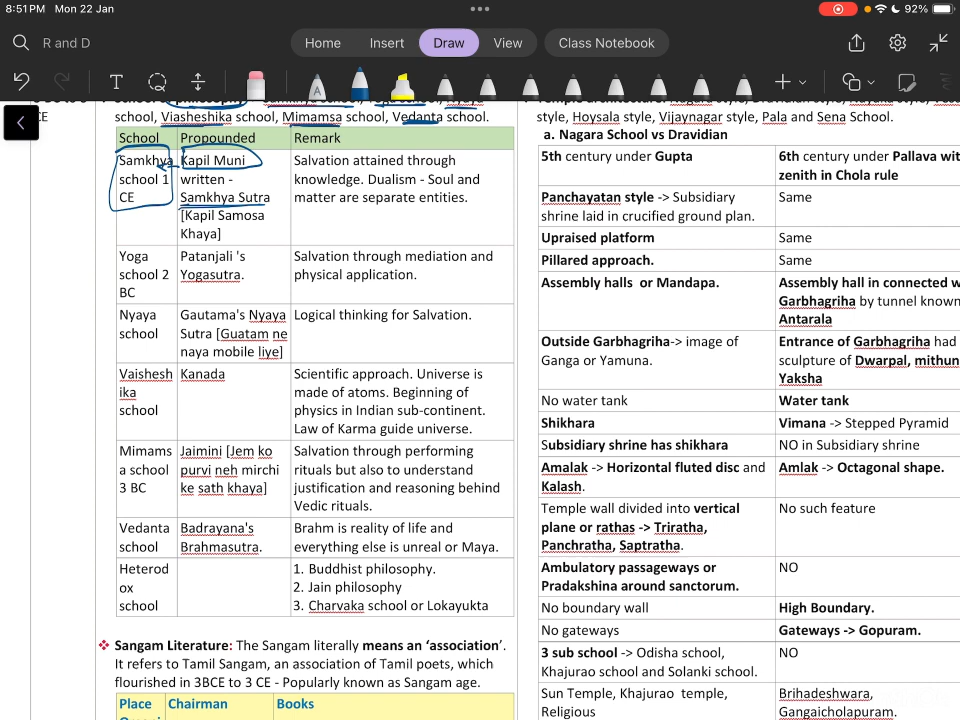 8:51 PM Mon 22 Jan
92%
R and D
Home Insert Draw View Class Notebook
school, Viasheshika school, Mimamsa school, Vedanta school.
School Propounded Remark
Samkhya
school 1
CE
Kapil Muni
written -
Samkhya Sutra
[Kapil Samosa
Khaya]
Salvation attained through
knowledge. Dualism - Soul and
matter are separate entities.
Yoga
school 2
BC
Patanjali 's
Yogasutra.
Salvation through mediation and
physical application.
Nyaya
school
Gautama's Nyaya
Sutra [Guatam ne
naya mobile liye]
Logical thinking for Salvation.
Vaishesh
ika
school
Kanada
Scientific approach. Universe is
made of atoms. Beginning of
physics in Indian sub-continent.
Law of Karma guide universe.
Mimams
a school
3 BC
Jaimini [Jem ko
purvi neh mirchi
ke sath khaya]
Salvation through performing
rituals but also to understand
justification and reasoning behind
Vedic rituals.
Vedanta
school
Badrayana's
Brahmasutra.
Brahm is reality of life and
everything else is unreal or Maya.
Heterod
ox
school
1. Buddhist philosophy.
2. Jain philosophy
3. Charvaka school or Lokayukta
❖ Sangam Literature: The Sangam literally means an ‘association’.
It refers to Tamil Sangam, an association of Tamil poets, which
flourished in 3BCE to 3 CE - Popularly known as Sangam age.
Place Chairman Books
style, Hoysala style, Vijaynagar style, Pala and Sena School.
a. Nagara School vs Dravidian
5th century under Gupta
6th century under Pallava wit
zenith in Chola rule
Panchayatan style -> Subsidiary
shrine laid in crucified ground plan.
Same
Upraised platform
Same
Pillared approach.
Same
Assembly halls or Mandapa.
Assembly hall in connected w
Garbhagriha by tunnel known
Antarala
Outside Garbhagriha-> image of
Ganga or Yamuna.
Entrance of Garbhagriha had
sculpture of Dwarpal, mithun
Yaksha
No water tank
Water tank
Shikhara
Vimana -> Stepped Pyramid
Subsidiary shrine has shikhara
NO in Subsidiary shrine
Amalak -> Horizontal fluted disc and
Kalash.
Amlak -> Octagonal shape.
Temple wall divided into vertical
plane or rathas -> Triratha,
Panchratha, Saptratha.
No such feature
Ambulatory passageways or
Pradakshina around sanctorum.
NO
No boundary wall
High Boundary.
No gateways
Gateways -> Gopuram.
3 sub school -> Odisha school,
Khajurao school and Solanki school.
NO
Sun Temple, Khajurao temple,
Religious
Brihadeshwara,
Gangaicholapuram.